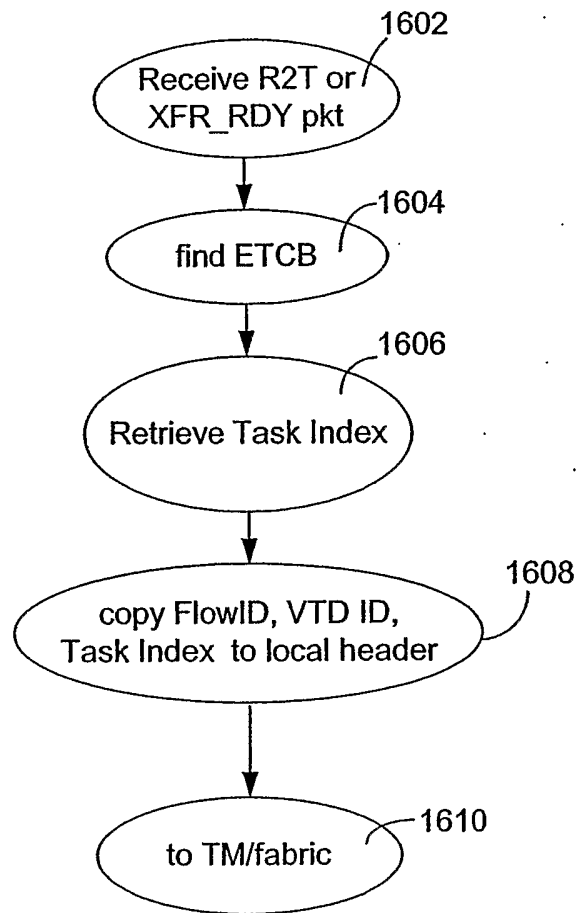 1602
Receive R2T or
XFR_RDY pkt
1604
find ETCB
1606
Retrieve Task Index
1608
copy FlowID, VTD ID,
Task Index to local header
1610
to TM/fabric